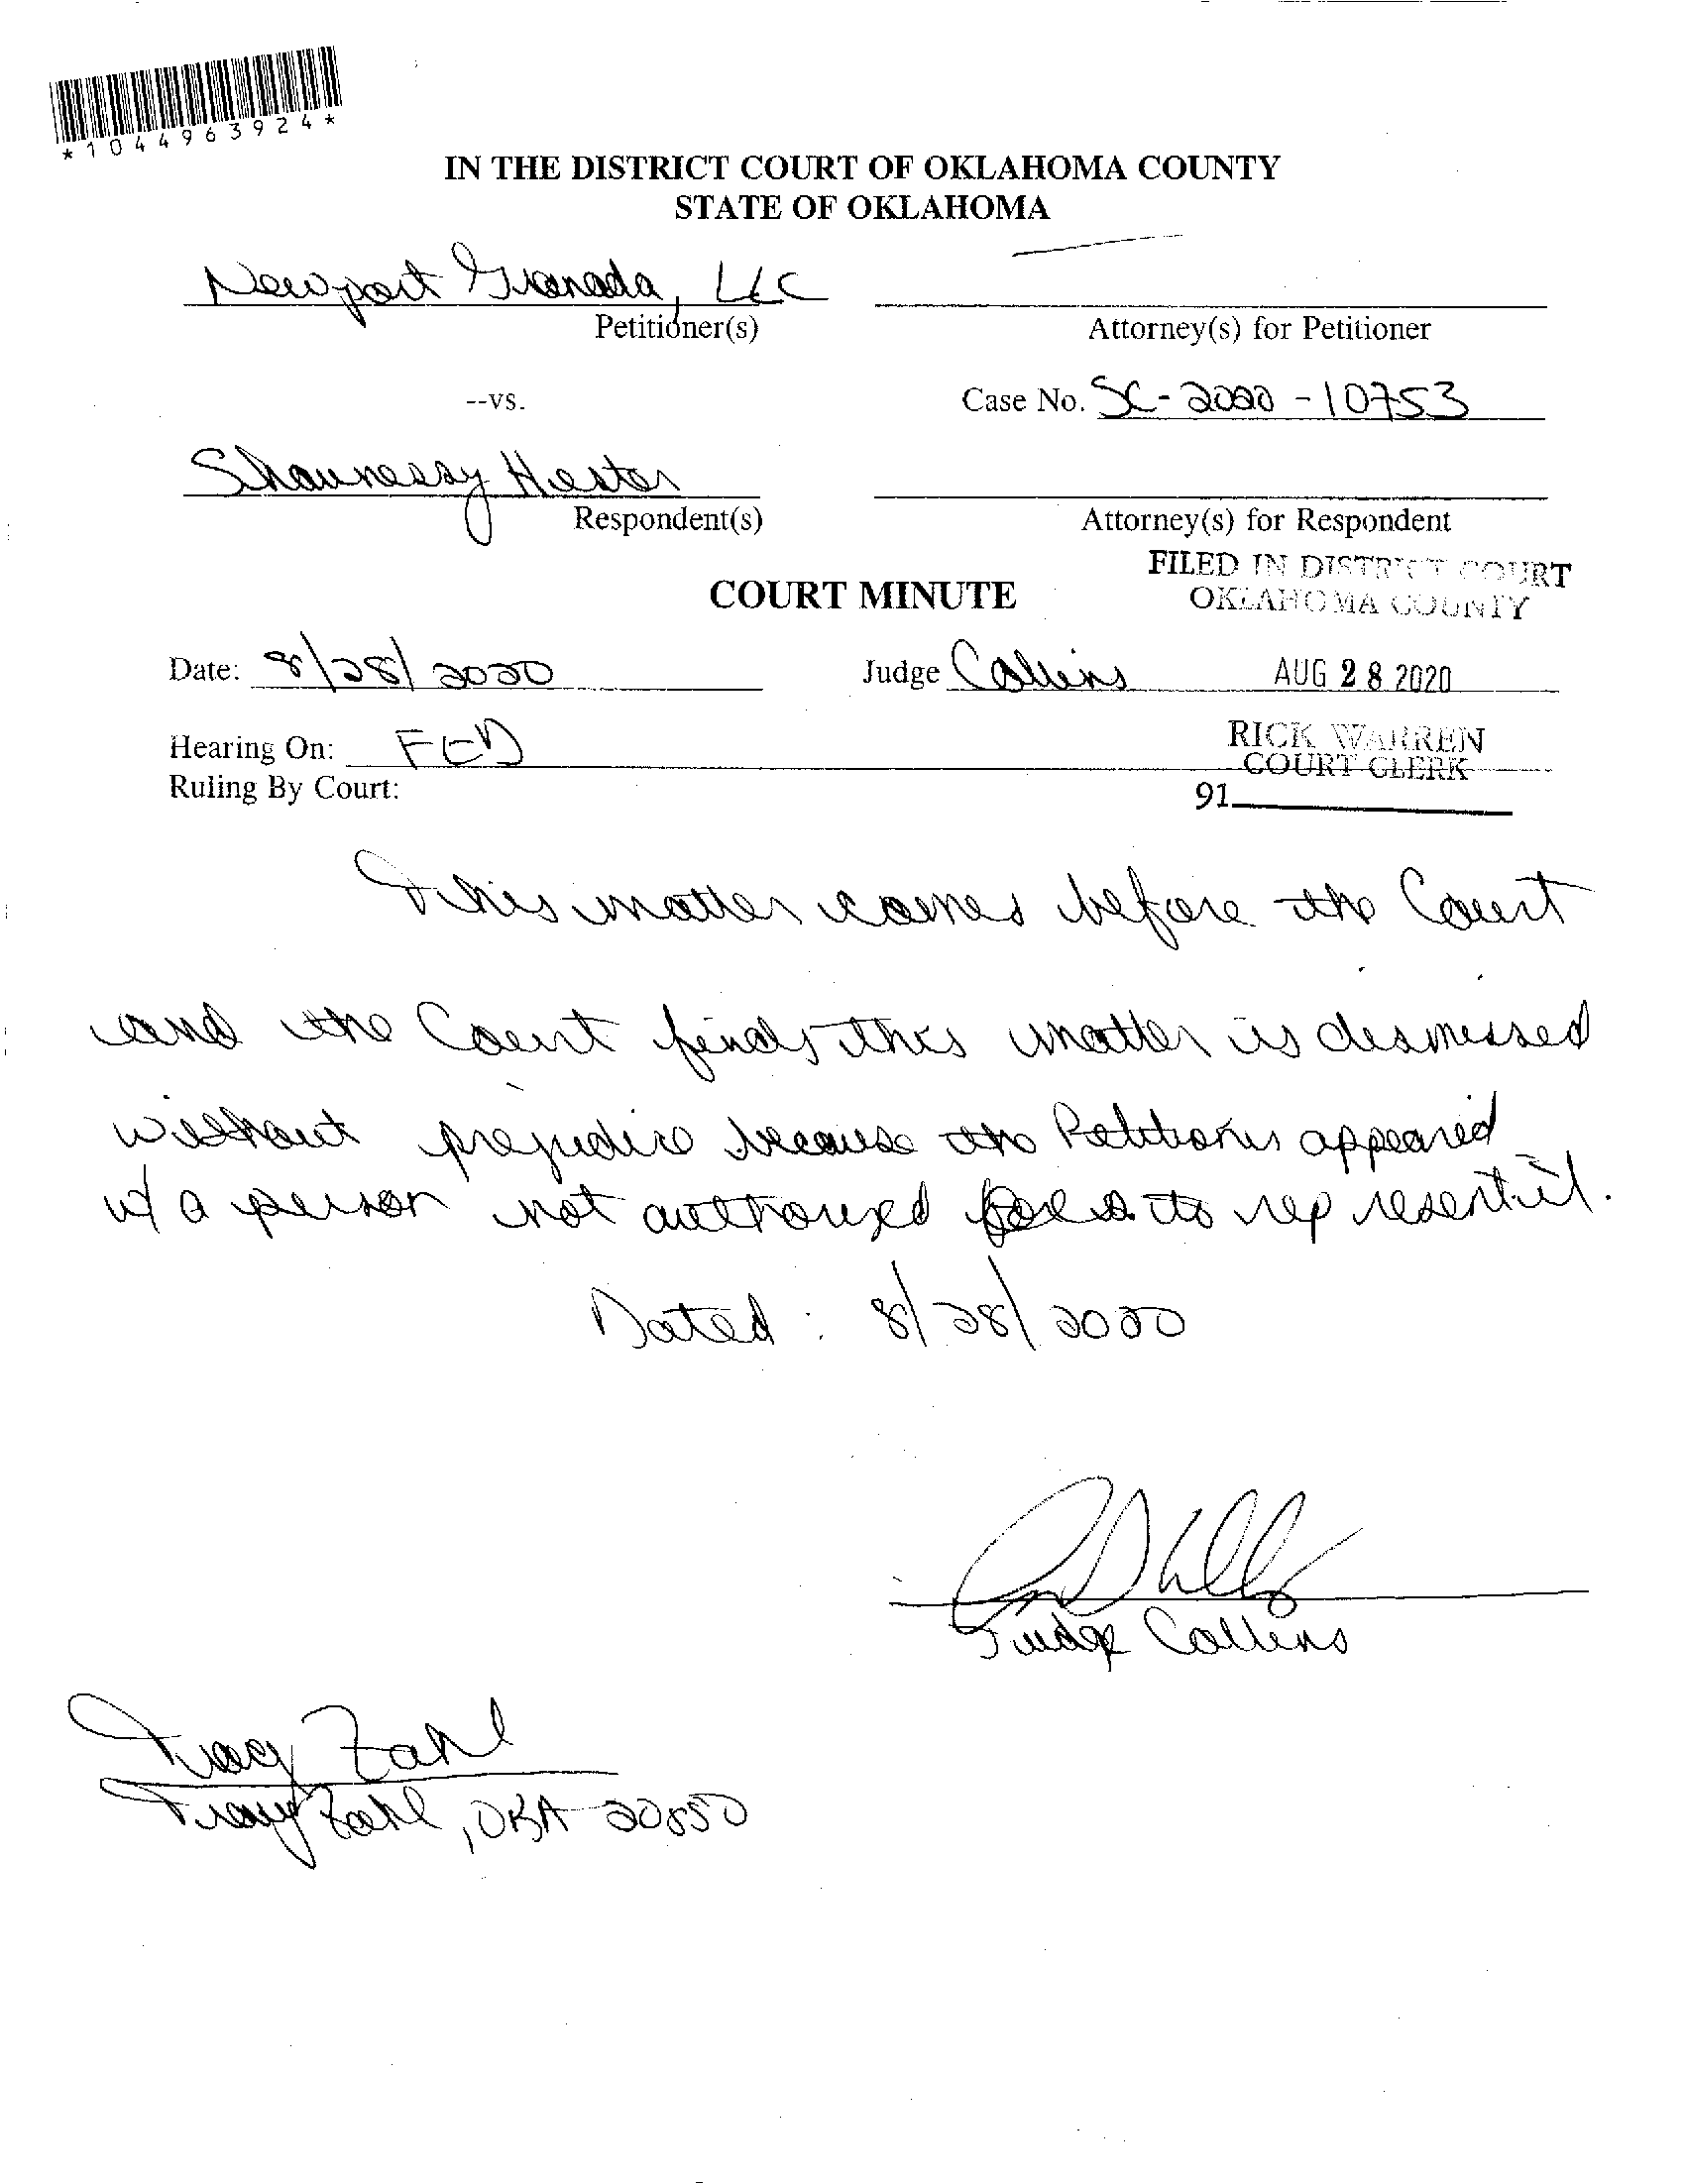 *1044963924*
IN THE DISTRICT COURT OF OKLAHOMA COUNTY
STATE OF OKLAHOMA
Newport Granada, LLC
Petitioner(s)
Attorney(s) for Petitioner
--vs.
Case No. SC-2020-10753
Shaunessy Hester
Respondent(s)
Attorney(s) for Respondent
FILED IN DISTRICT COURT
OKLAHOMA COUNTY
COURT MINUTE
Date: 8/28/2020
Judge Collins
AUG 28 2020
Hearing On: FED
RICK WARREN
COURT CLERK
Ruling By Court:
91
This matter comes before the Court
and the Court finds this matter is dismissed
without prejudice because the Petitioner appeared
w/ a person not authorized to represent it.
Dated: 8/28/2020
Judge Collins
Tracy Zahl
Tracy Zahl, OBA 20850